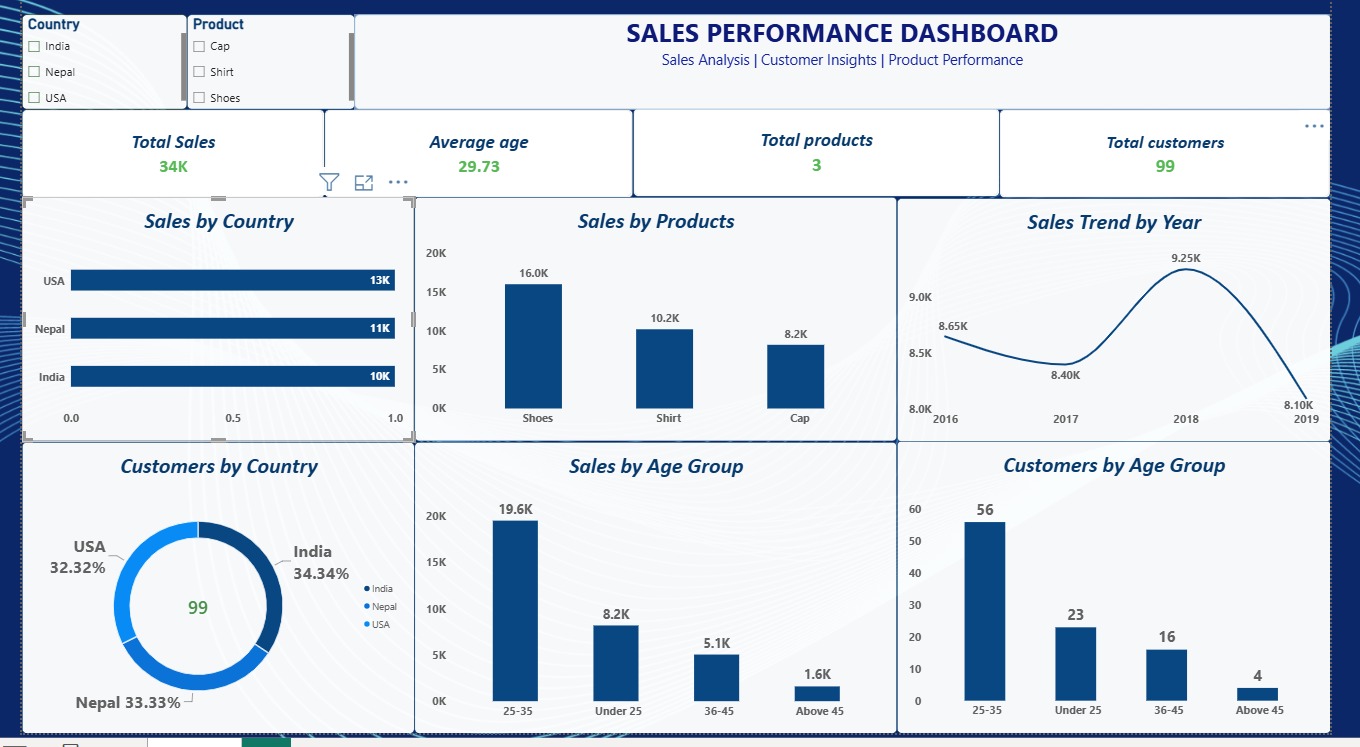 Country
India
Nepal
USA
Product
Cap
Shirt
Shoes
SALES PERFORMANCE DASHBOARD
Sales Analysis | Customer Insights | Product Performance
Total Sales
34K
Average age
29.73
Total products
3
Total customers
99
Sales by Country
USA
13K
Nepal
11K
India
10K
0.0 0.5 1.0
Sales by Products
20K
15K
10K
5K
0K
16.0K
10.2K
8.2K
Shoes Shirt Cap
Sales Trend by Year
9.0K
8.5K
8.0K
8.65K
8.40K
9.25K
8.10K
2016 2017 2018 2019
Customers by Country
USA
32.32%
India
34.34%
99
Nepal 33.33%
India
Nepal
USA
Sales by Age Group
20K
15K
10K
5K
0K
19.6K
8.2K
5.1K
1.6K
25-35 Under 25 36-45 Above 45
Customers by Age Group
60
50
40
30
20
10
0
56
23
16
4
25-35 Under 25 36-45 Above 45